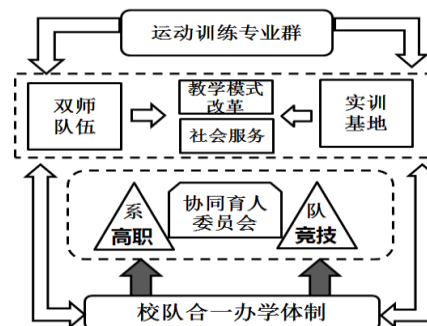 运动训练专业群
双师
队伍
教学模式
改革
社会服务
实训
基地
系
高职
协同育人
委员会
队
竞技
校队合一办学体制